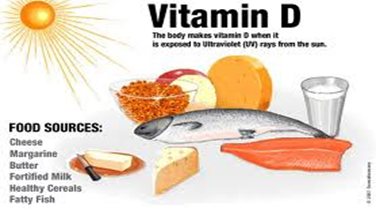 Vitamin D
The body makes vitamin D when it
is exposed to Ultraviolet (UV) rays from the sun.
FOOD SOURCES:
Cheese
Margarine
Butter
Fortified Milk
Healthy Cereals
Fatty Fish